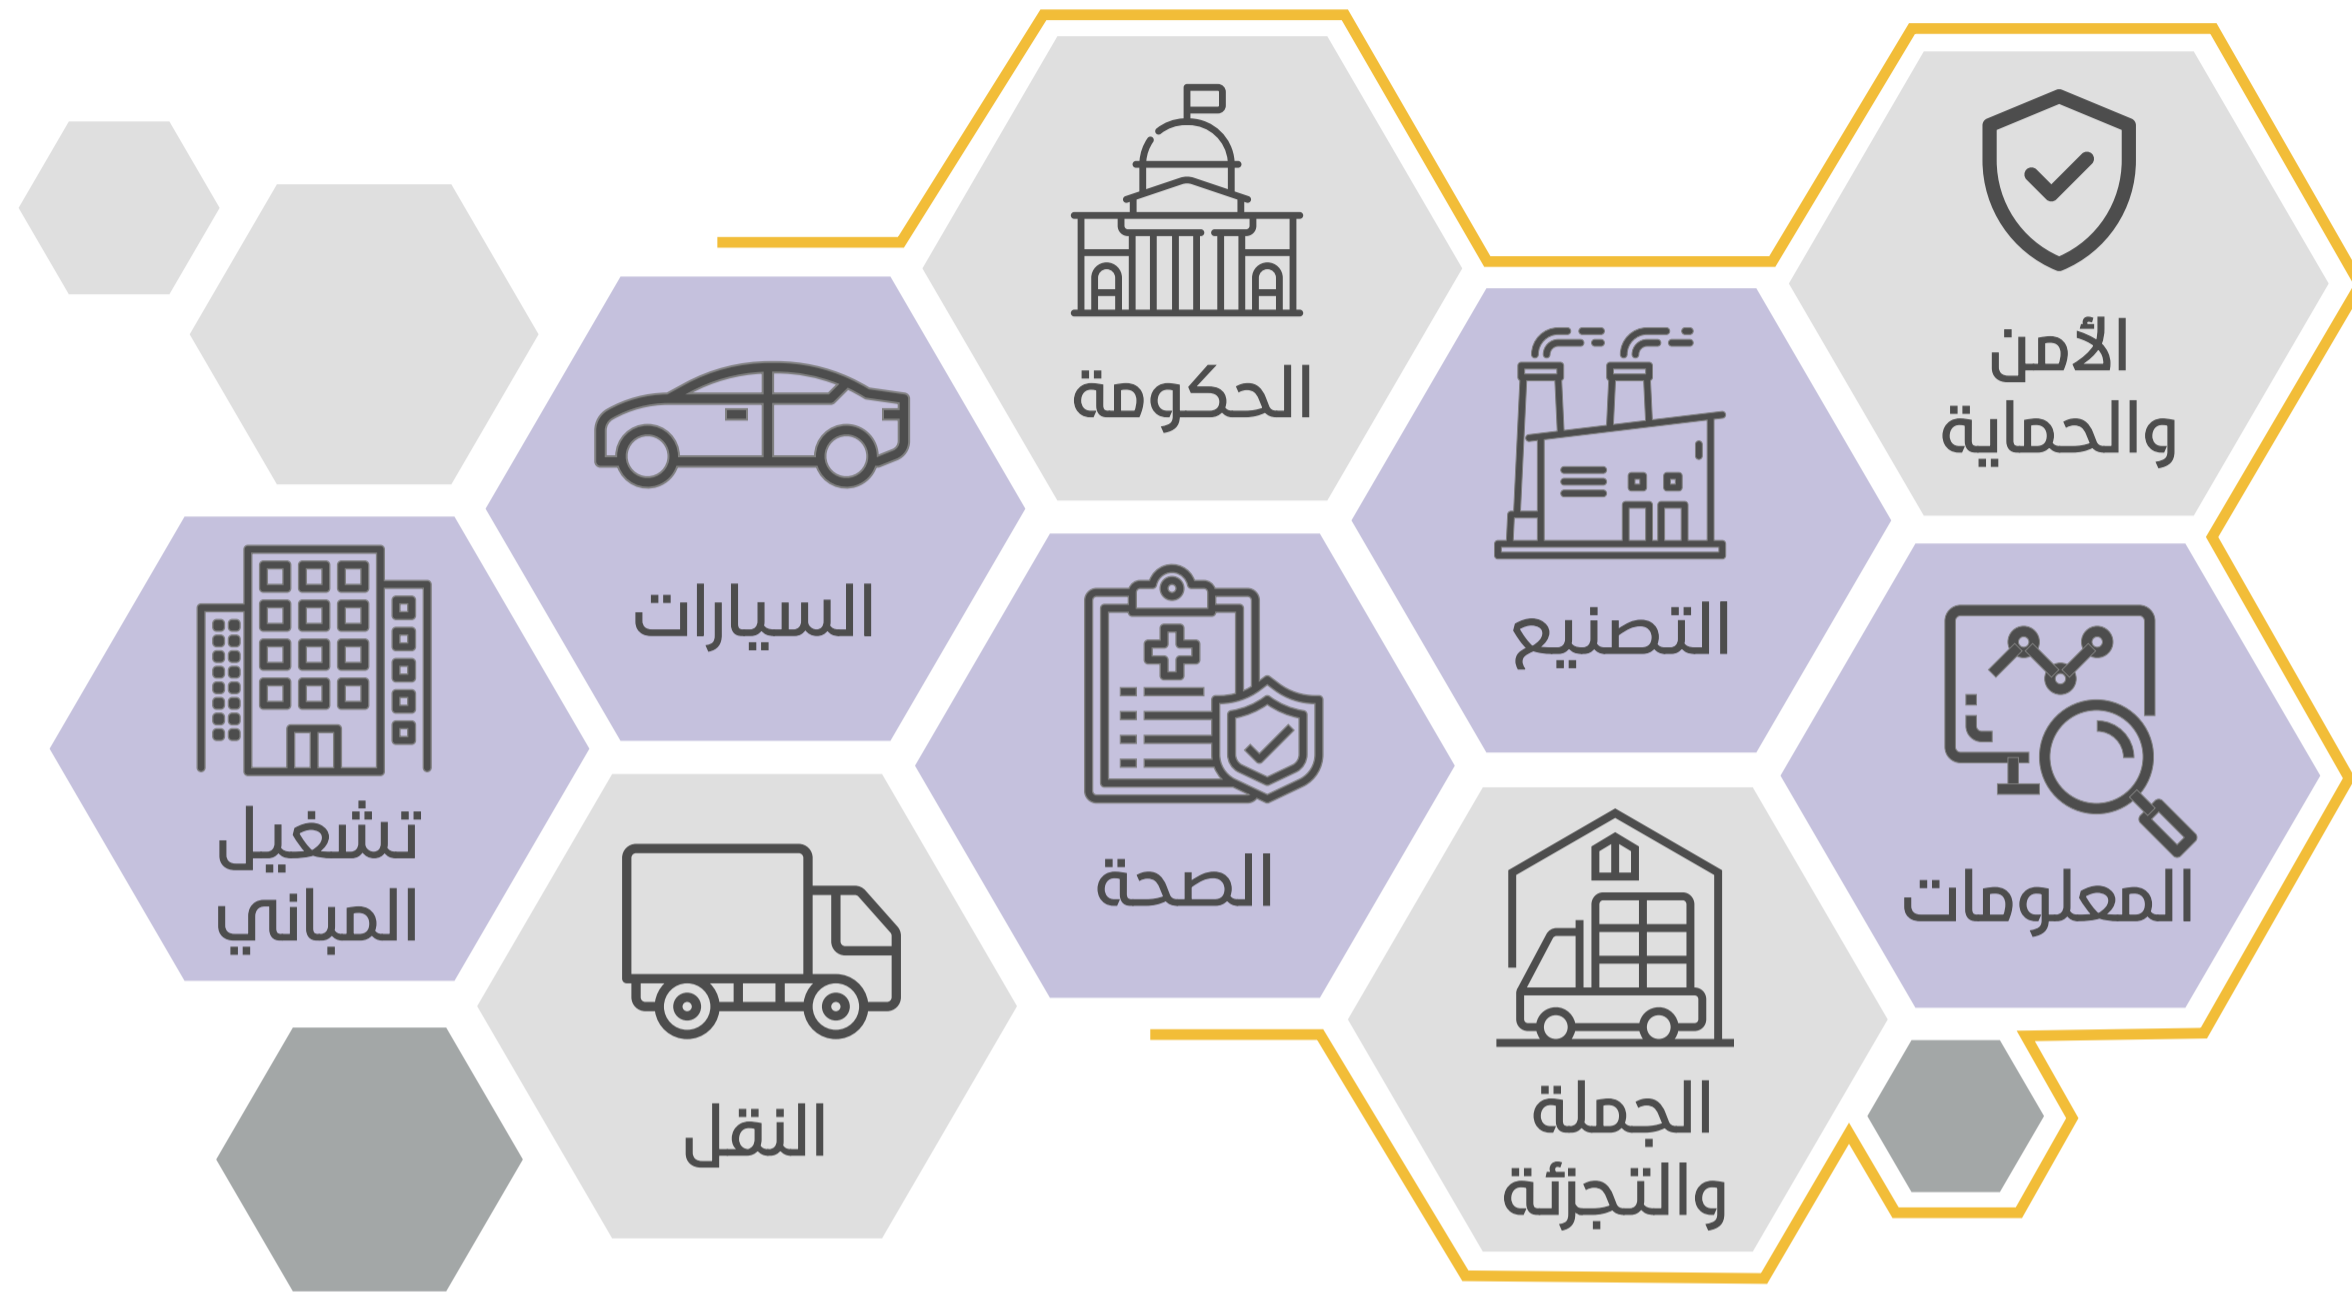 الأمن
والحماية
الحكومة
التصنيع
السيارات
المعلومات
الصحة
تشغيل
المباني
الجملة
والتجزئة
النقل